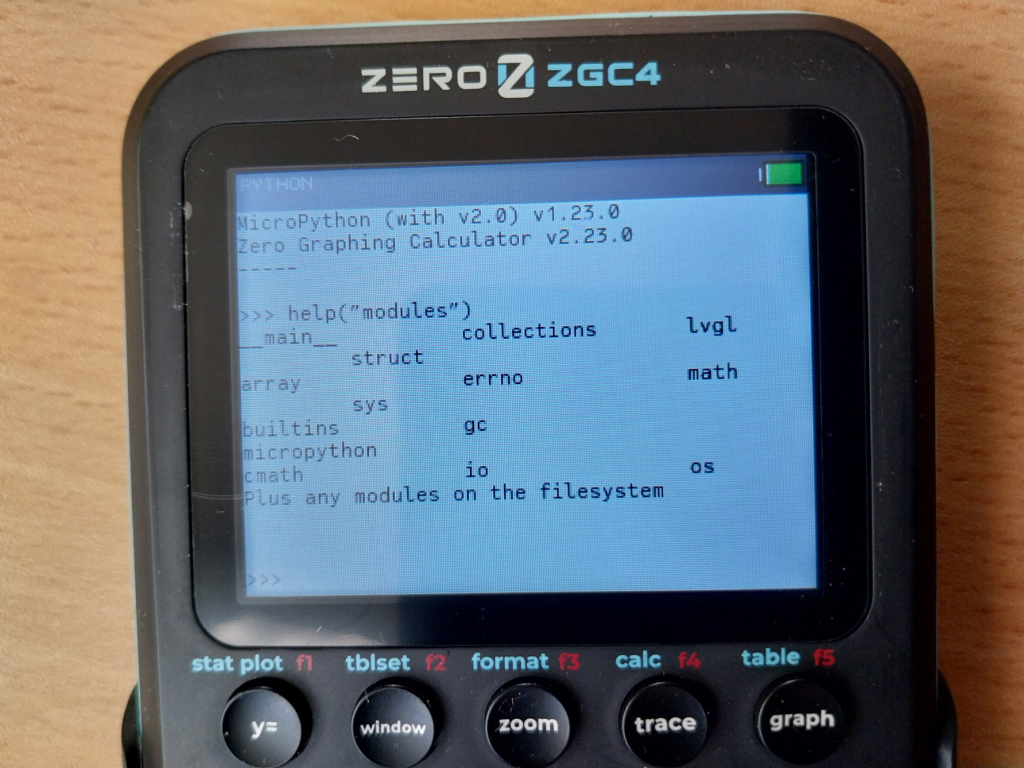 ZERO Z ZGC4
PYTHON
MicroPython (with v2.0) v1.23.0
Zero Graphing Calculator v2.23.0
-----
>>> help("modules")
__main__ collections lvgl
struct
array errno math
sys
builtins gc
micropython
cmath io os
Plus any modules on the filesystem
>>>
stat plot f1 tblset f2 format f3 calc f4 table f5
y= window zoom trace graph